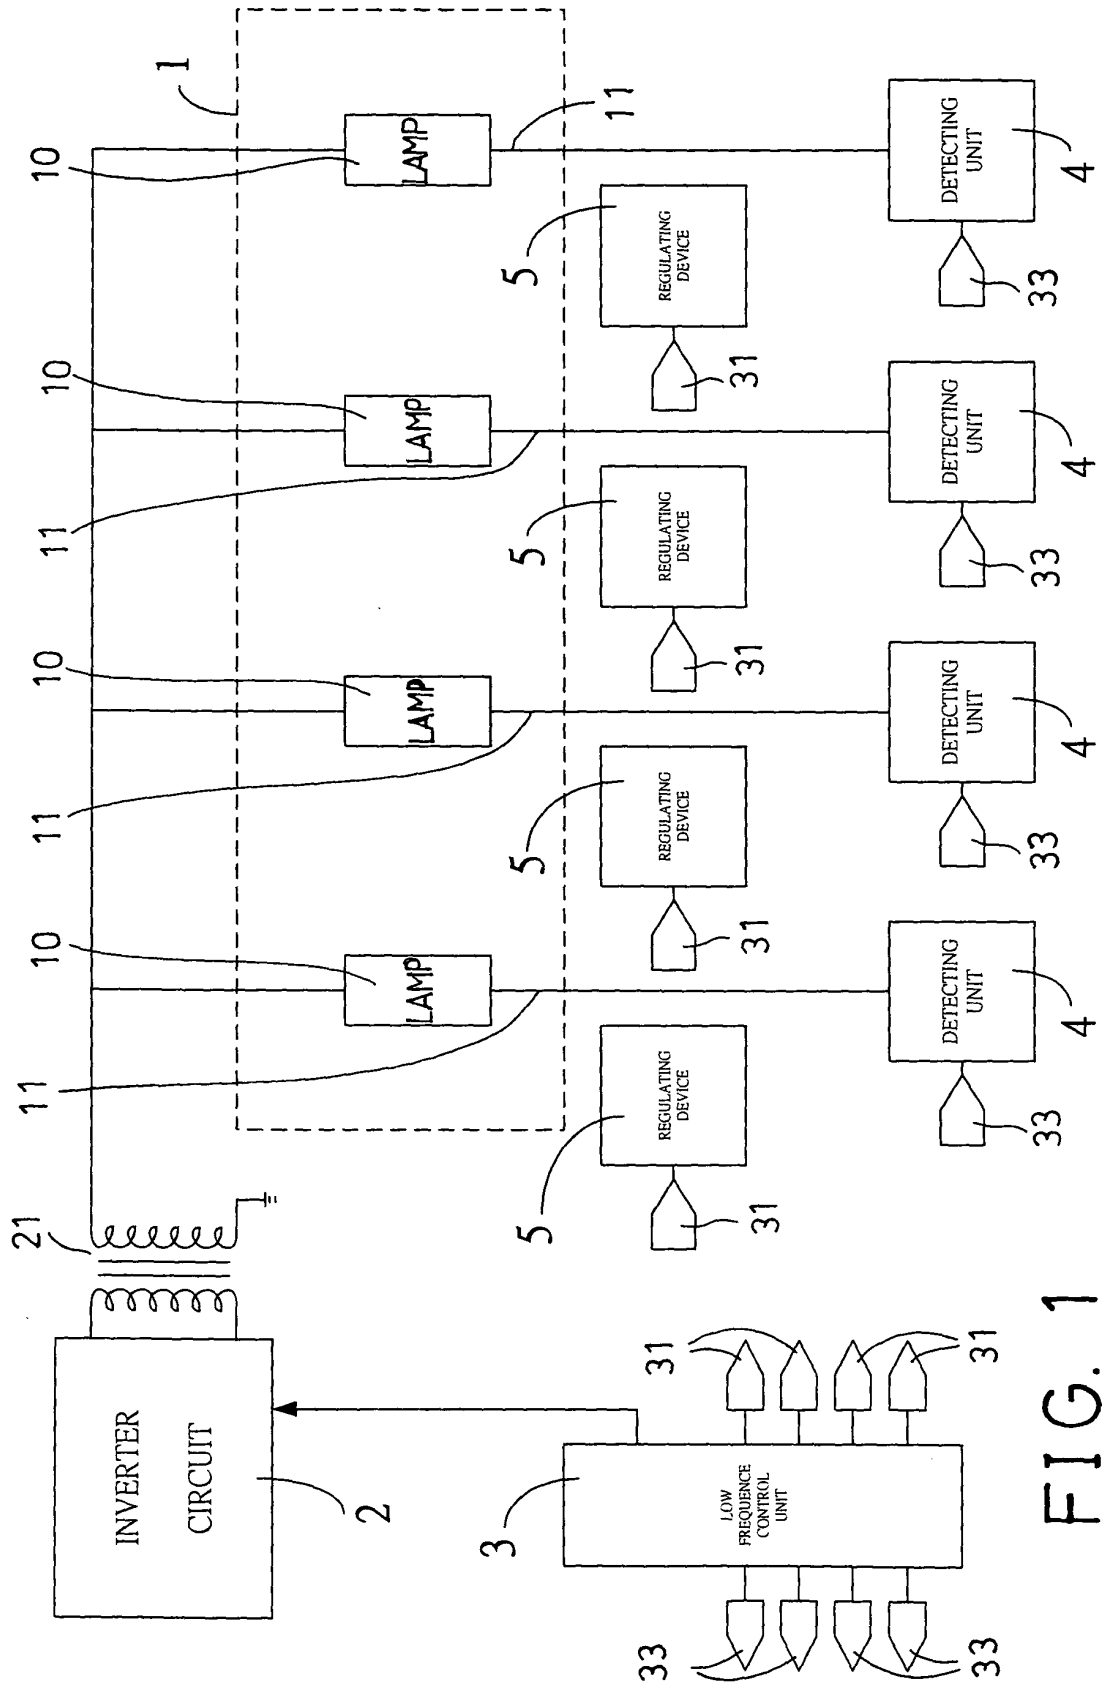 INVERTER
CIRCUIT
2
21
1
10
10
10
10
LAMP
LAMP
LAMP
LAMP
11
11
11
11
5
5
5
5
REGULATING
DEVICE
REGULATING
DEVICE
REGULATING
DEVICE
REGULATING
DEVICE
31
31
31
31
3
LOW
FREQUENCE
CONTROL
UNIT
31
31
33
33
DETECTING
UNIT
DETECTING
UNIT
DETECTING
UNIT
DETECTING
UNIT
4
4
4
4
33
33
33
33
FIG. 1